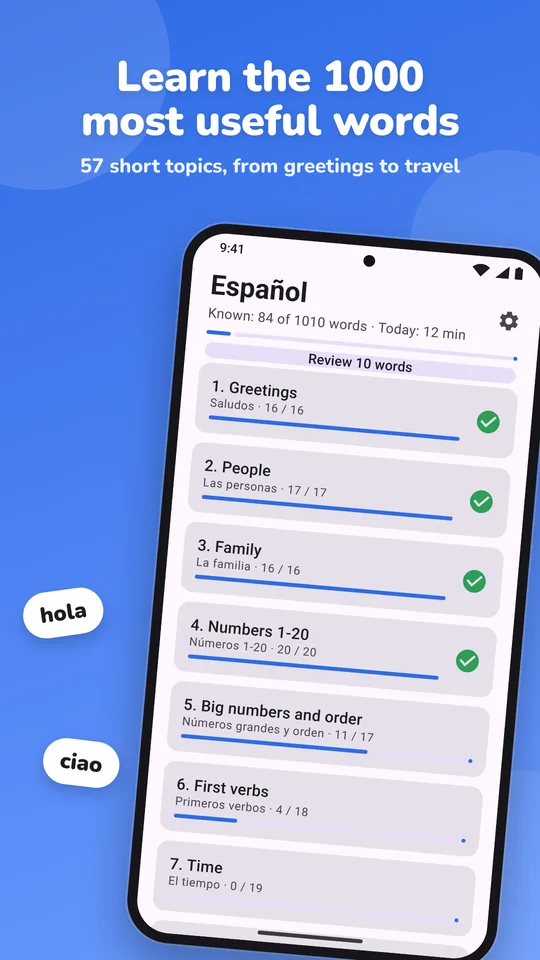 Learn the 1000
most useful words
57 short topics, from greetings to travel
9:41
Español
Known: 84 of 1010 words · Today: 12 min
Review 10 words
1. Greetings
Saludos · 16 / 16
2. People
Las personas · 17 / 17
3. Family
La familia · 16 / 16
4. Numbers 1-20
Números 1-20 · 20 / 20
5. Big numbers and order
Números grandes y orden · 11 / 17
6. First verbs
Primeros verbos · 4 / 18
7. Time
El tiempo · 0 / 19
hola
ciao